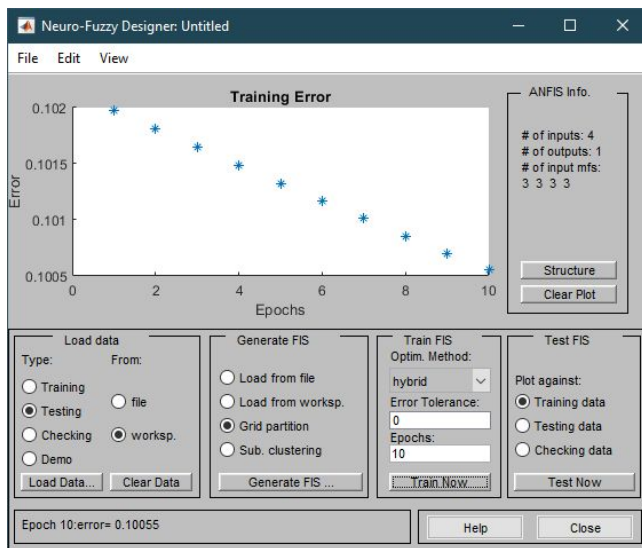 Neuro-Fuzzy Designer: Untitled
File Edit View
Training Error
0.102
0.1015
0.101
0.1005
Error
0 2 4 6 8 10
Epochs
ANFIS Info.
# of inputs: 4
# of outputs: 1
# of input mfs:
3 3 3 3
Structure
Clear Plot
Load data
Type: From:
Training
Testing
Checking
Demo
file
worksp.
Load Data... Clear Data
Generate FIS
Load from file
Load from worksp.
Grid partition
Sub. clustering
Generate FIS ...
Train FIS
Optim. Method:
hybrid
Error Tolerance:
0
Epochs:
10
Train Now
Test FIS
Plot against:
Training data
Testing data
Checking data
Test Now
Epoch 10:error= 0.10055
Help Close